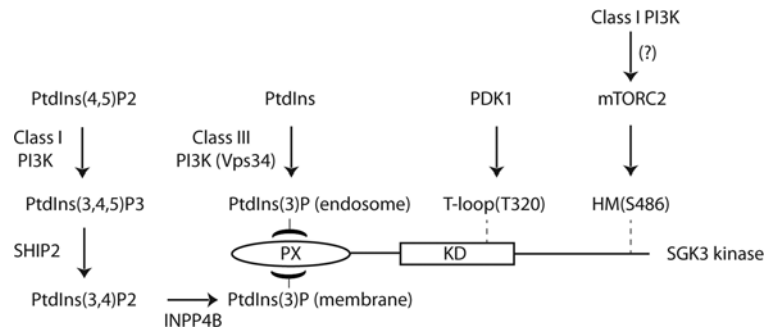 Class I PI3K
(?)
PtdIns(4,5)P2
PtdIns
PDK1
mTORC2
Class I
PI3K
Class III
PI3K (Vps34)
PtdIns(3,4,5)P3
PtdIns(3)P (endosome)
T-loop(T320)
HM(S486)
SHIP2
PX
KD
SGK3 kinase
PtdIns(3,4)P2
INPP4B
PtdIns(3)P (membrane)